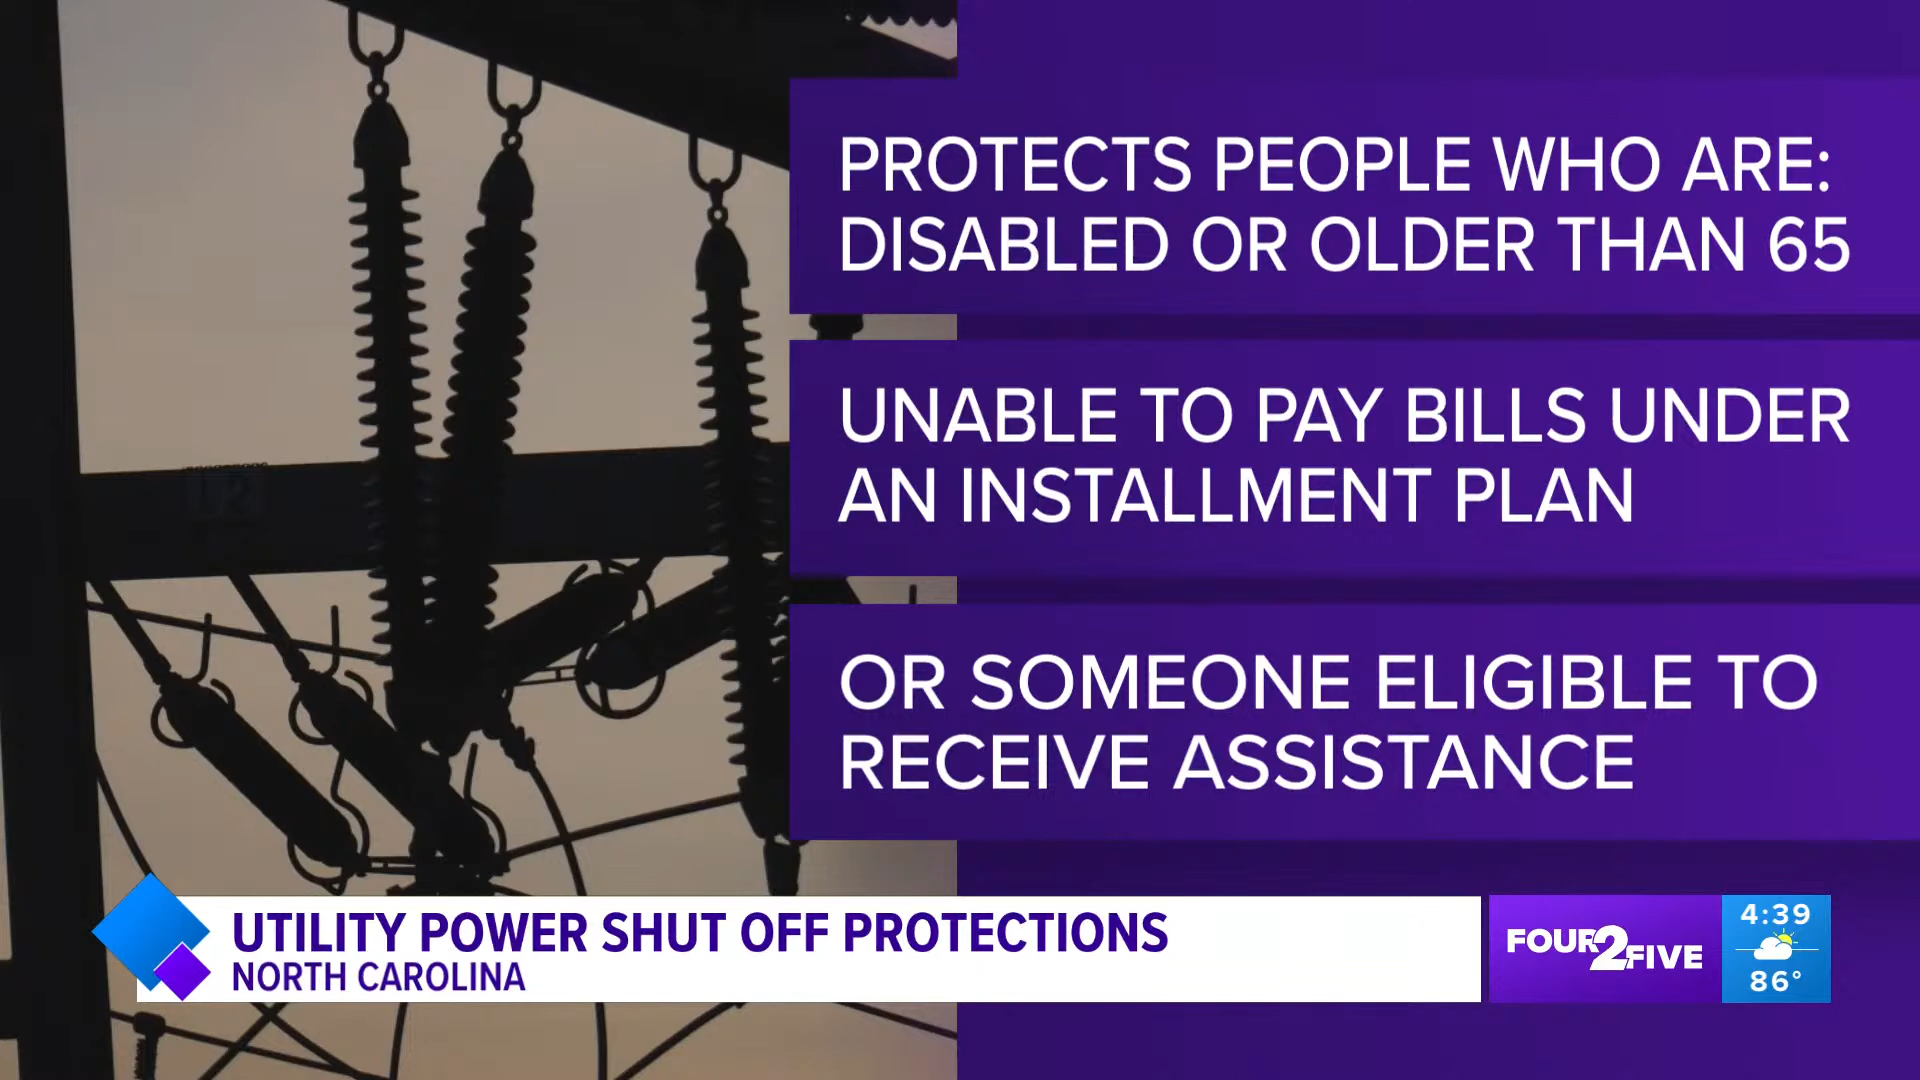 PROTECTS PEOPLE WHO ARE:
DISABLED OR OLDER THAN 65
UNABLE TO PAY BILLS UNDER
AN INSTALLMENT PLAN
OR SOMEONE ELIGIBLE TO
RECEIVE ASSISTANCE
UTILITY POWER SHUT OFF PROTECTIONS
NORTH CAROLINA
FOUR2FIVE
4:39
86°